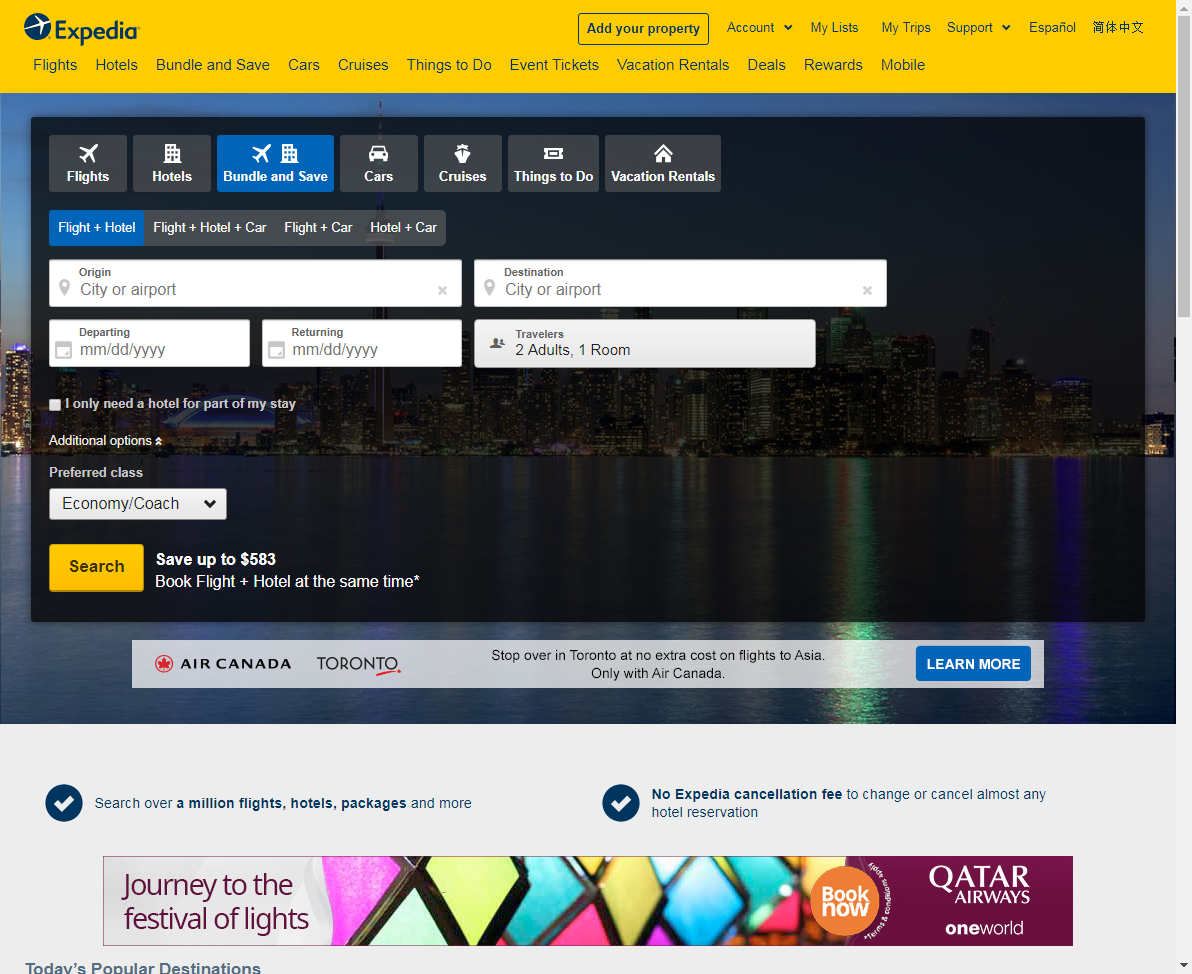 Expedia
Add your property
Account
My Lists
My Trips
Support
Español
简体中文
Flights
Hotels
Bundle and Save
Cars
Cruises
Things to Do
Event Tickets
Vacation Rentals
Deals
Rewards
Mobile
Flights
Hotels
Bundle and Save
Cars
Cruises
Things to Do
Vacation Rentals
Flight + Hotel
Flight + Hotel + Car
Flight + Car
Hotel + Car
Origin
City or airport
Destination
City or airport
Departing
mm/dd/yyyy
Returning
mm/dd/yyyy
Travelers
2 Adults, 1 Room
I only need a hotel for part of my stay
Additional options
Preferred class
Economy/Coach
Search
Save up to $583
Book Flight + Hotel at the same time*
AIR CANADA
TORONTO
Stop over in Toronto at no extra cost on flights to Asia.
Only with Air Canada.
LEARN MORE
Search over a million flights, hotels, packages and more
No Expedia cancellation fee to change or cancel almost any
hotel reservation
Journey to the
festival of lights
Book
now
*Terms & conditions apply
QATAR
AIRWAYS
oneworld
Today's Popular Destinations